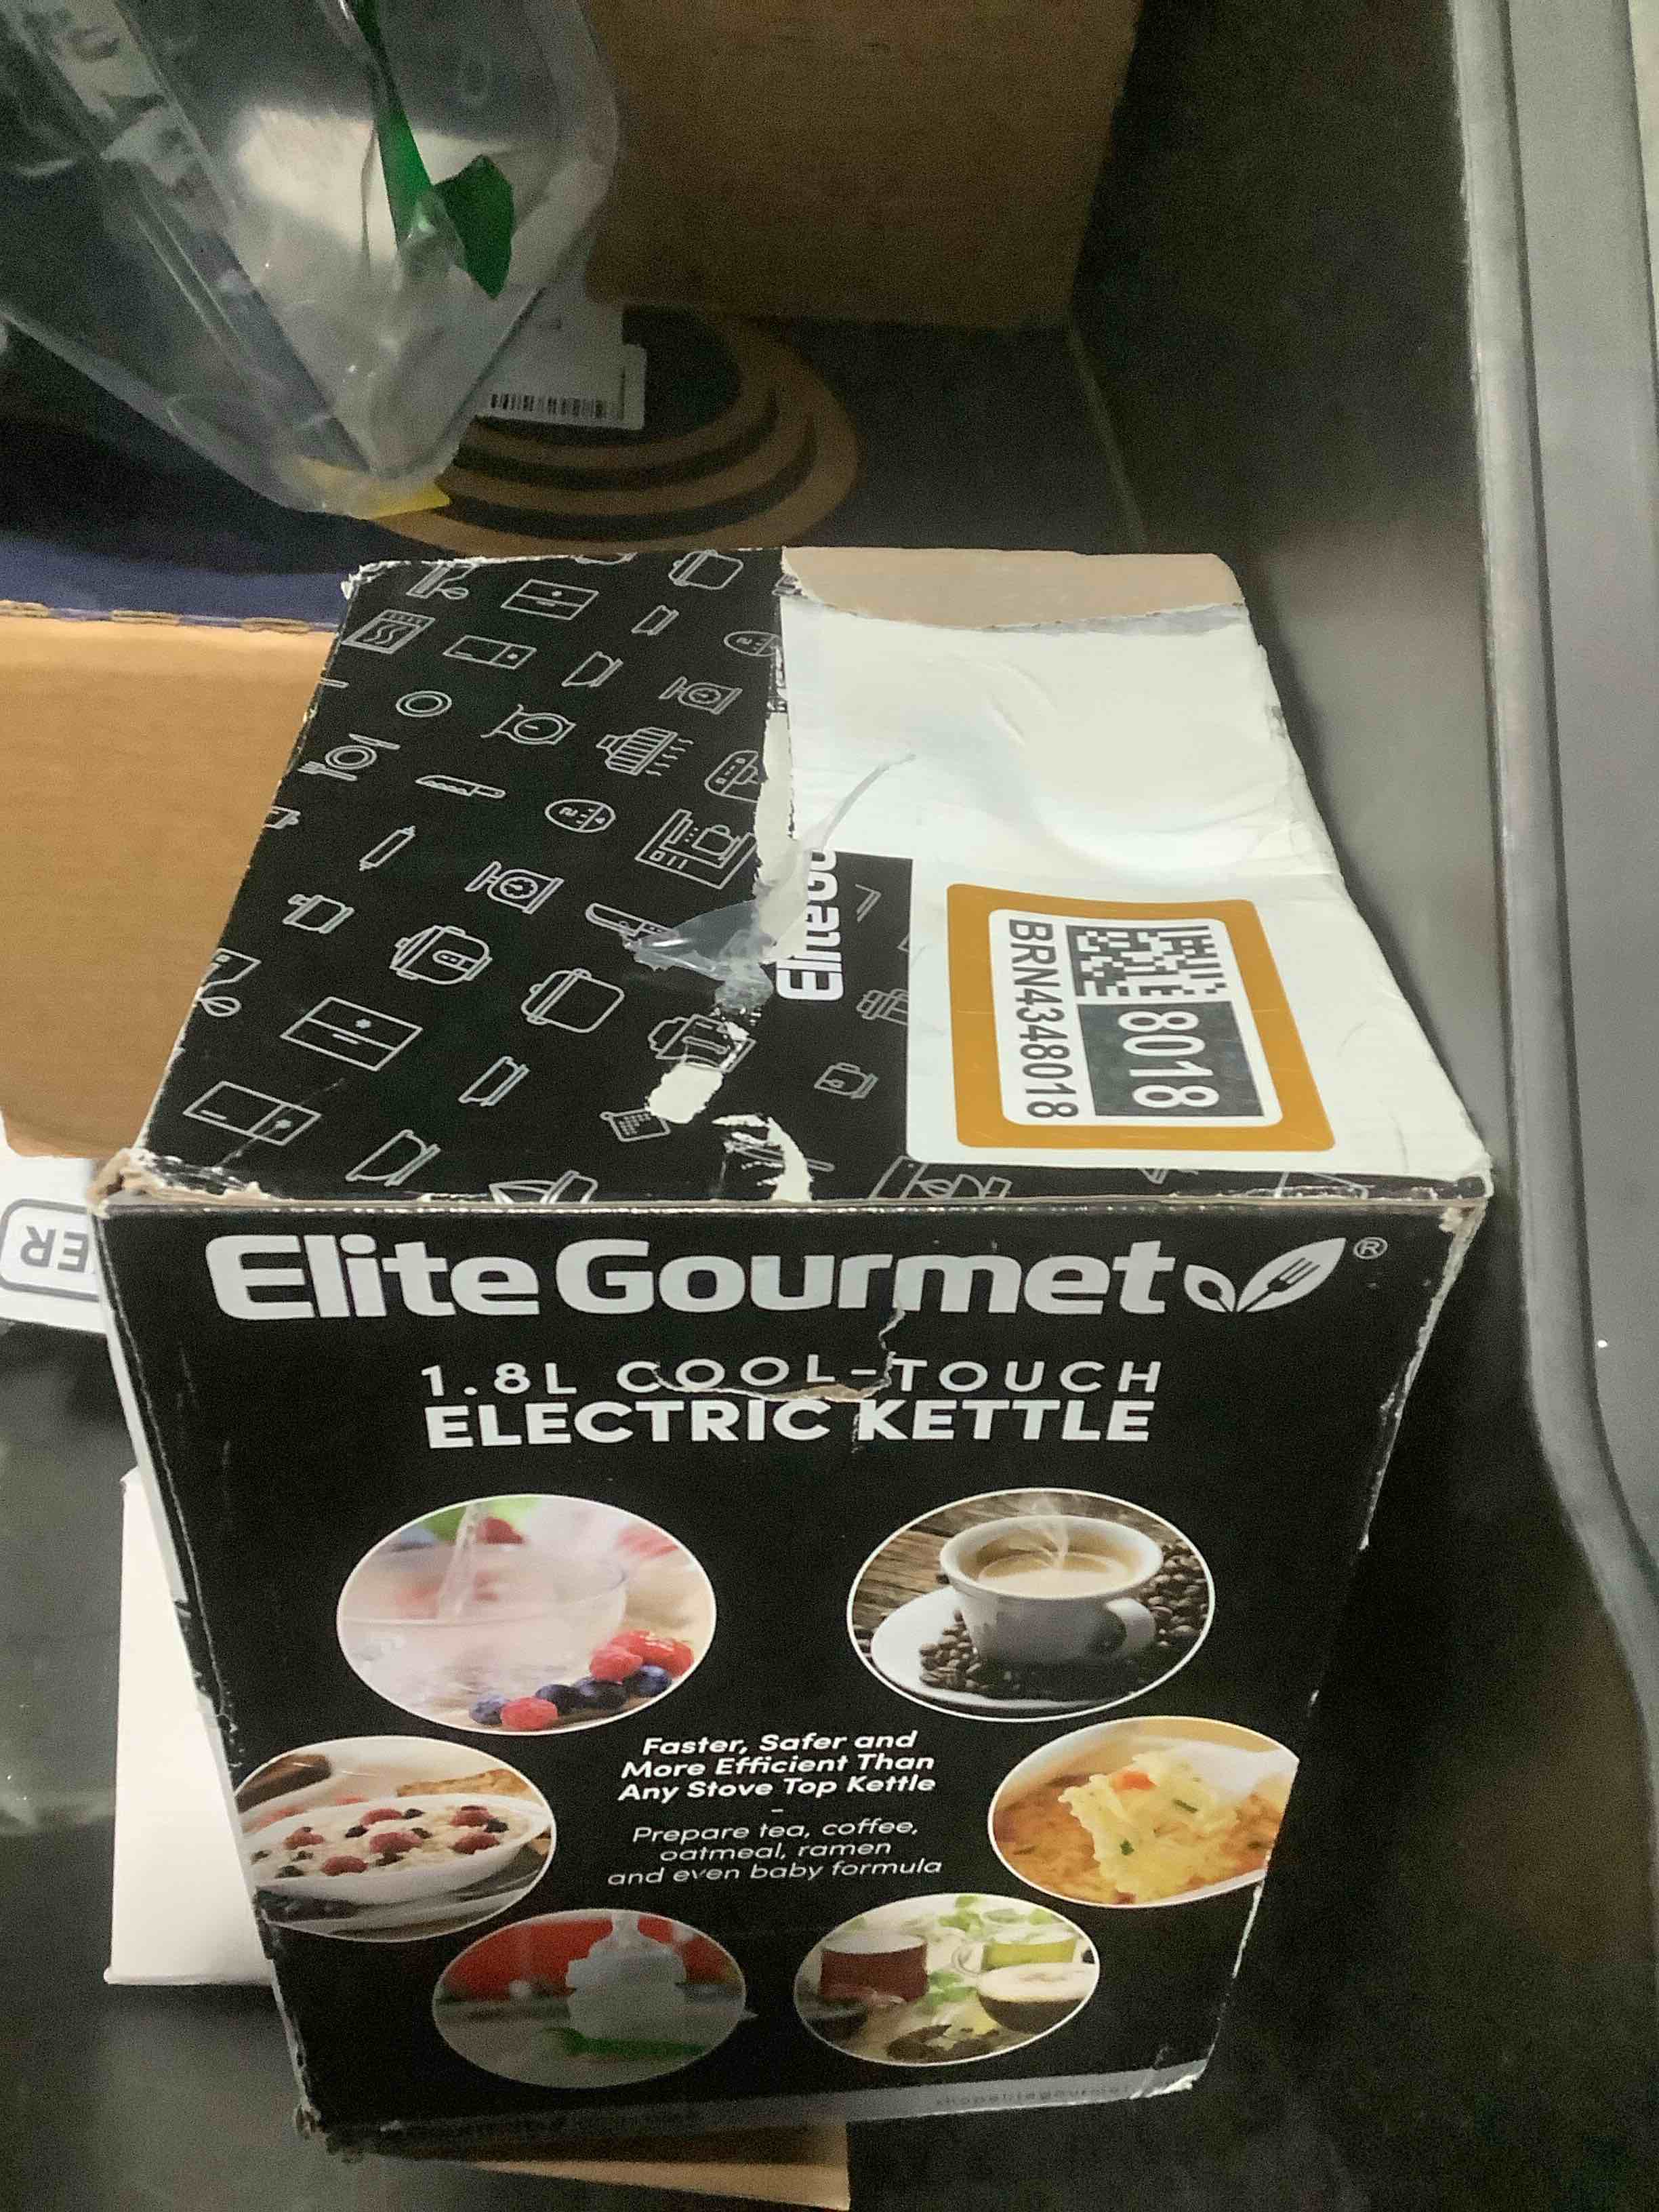 Elite
8018
BRN4348018
ER
Elite Gourmet®
1.8L COOL-TOUCH
ELECTRIC KETTLE
Faster, Safer and
More Efficient Than
Any Stove Top Kettle
-
Prepare tea, coffee,
oatmeal, ramen
and even baby formula